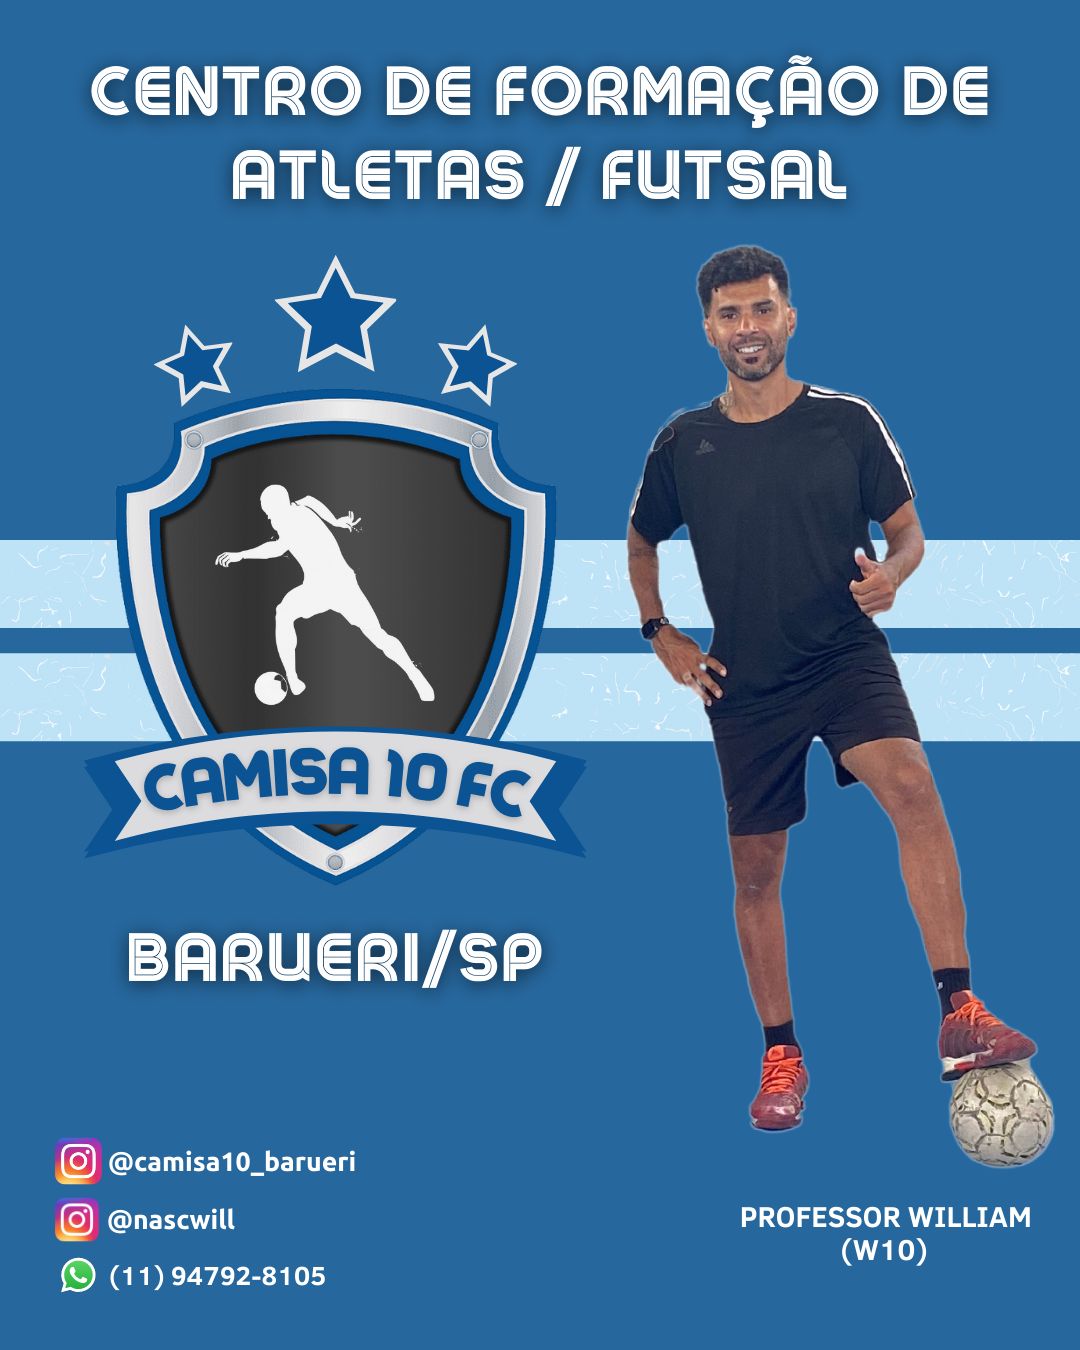 CENTRO DE FORMAÇÃO DE
ATLETAS / FUTSAL
CAMISA 10 FC
BARUERI/SP
@camisa10_barueri
@nascwill
(11) 94792-8105
PROFESSOR WILLIAM
(W10)